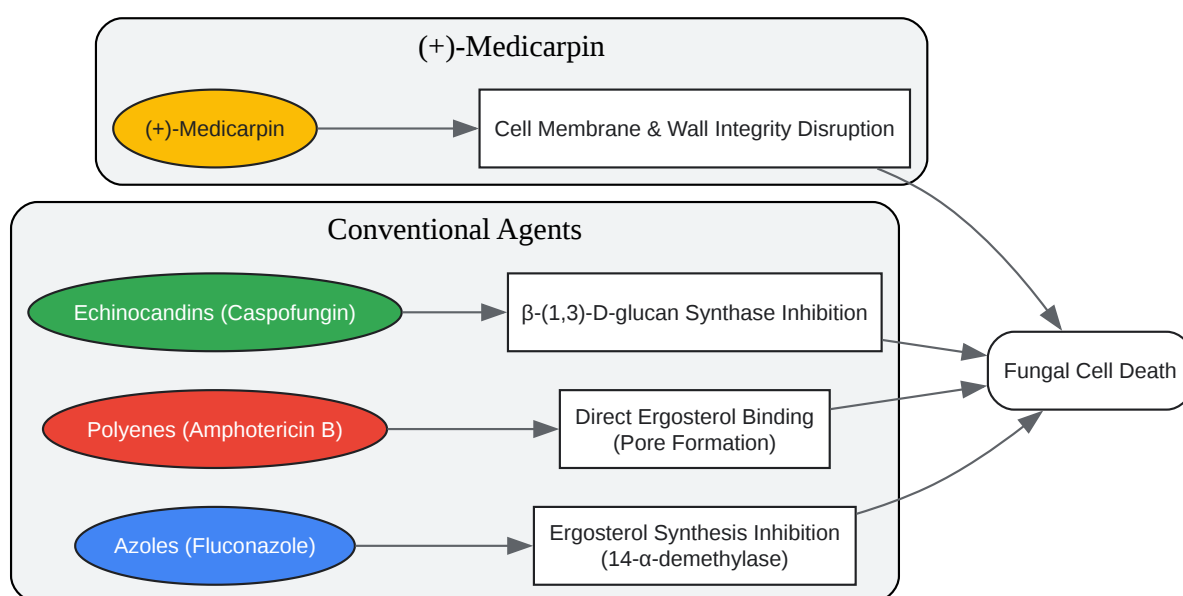 (+)-Medicarpin
(+)-Medicarpin
Cell Membrane & Wall Integrity Disruption
Conventional Agents
Echinocandins (Caspofungin)
β-(1,3)-D-glucan Synthase Inhibition
Fungal Cell Death
Polyenes (Amphotericin B)
Direct Ergosterol Binding
(Pore Formation)
Azoles (Fluconazole)
Ergosterol Synthesis Inhibition
(14-α-demethylase)